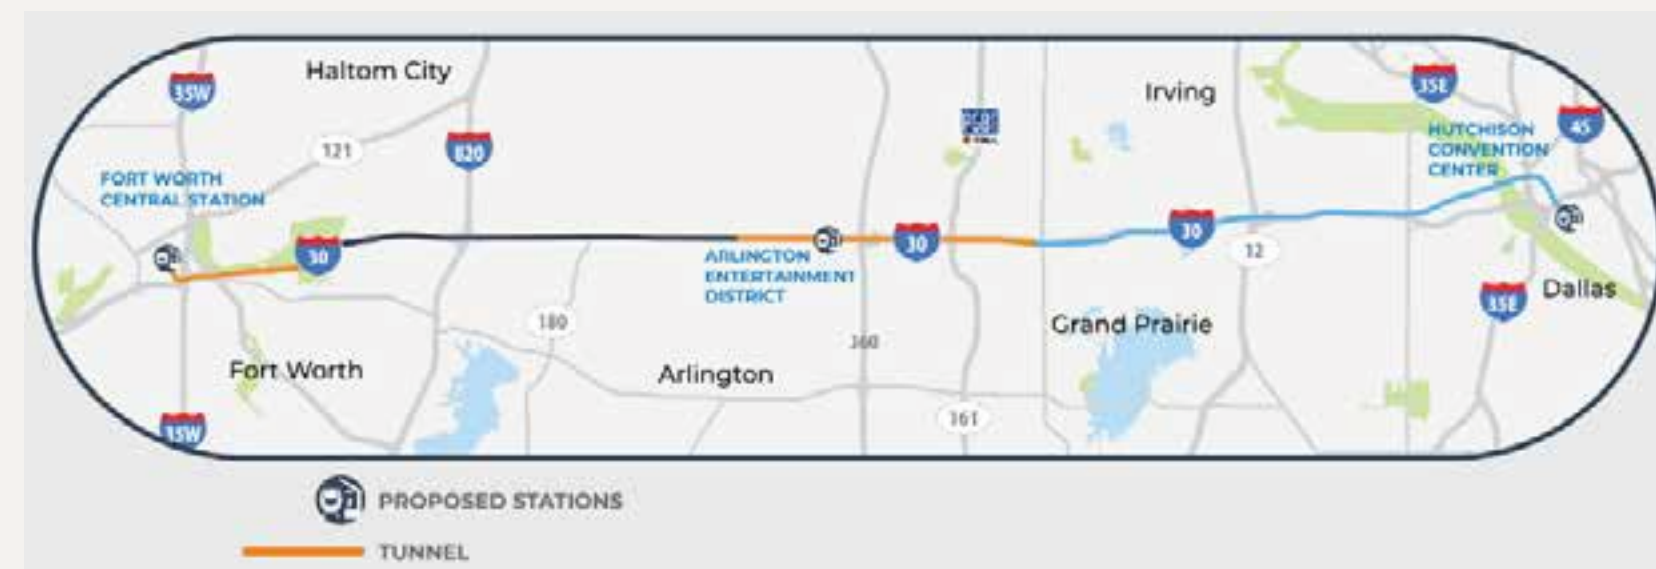 35W
Haltom City
820
121
Irving
35E
45
HUTCHISON
CONVENTION
CENTER
FORT WORTH
CENTRAL STATION
30
30
30
12
ARLINGTON
ENTERTAINMENT
DISTRICT
35E
Dallas
180
360
Grand Prairie
Fort Worth
Arlington
161
35W
PROPOSED STATIONS
TUNNEL